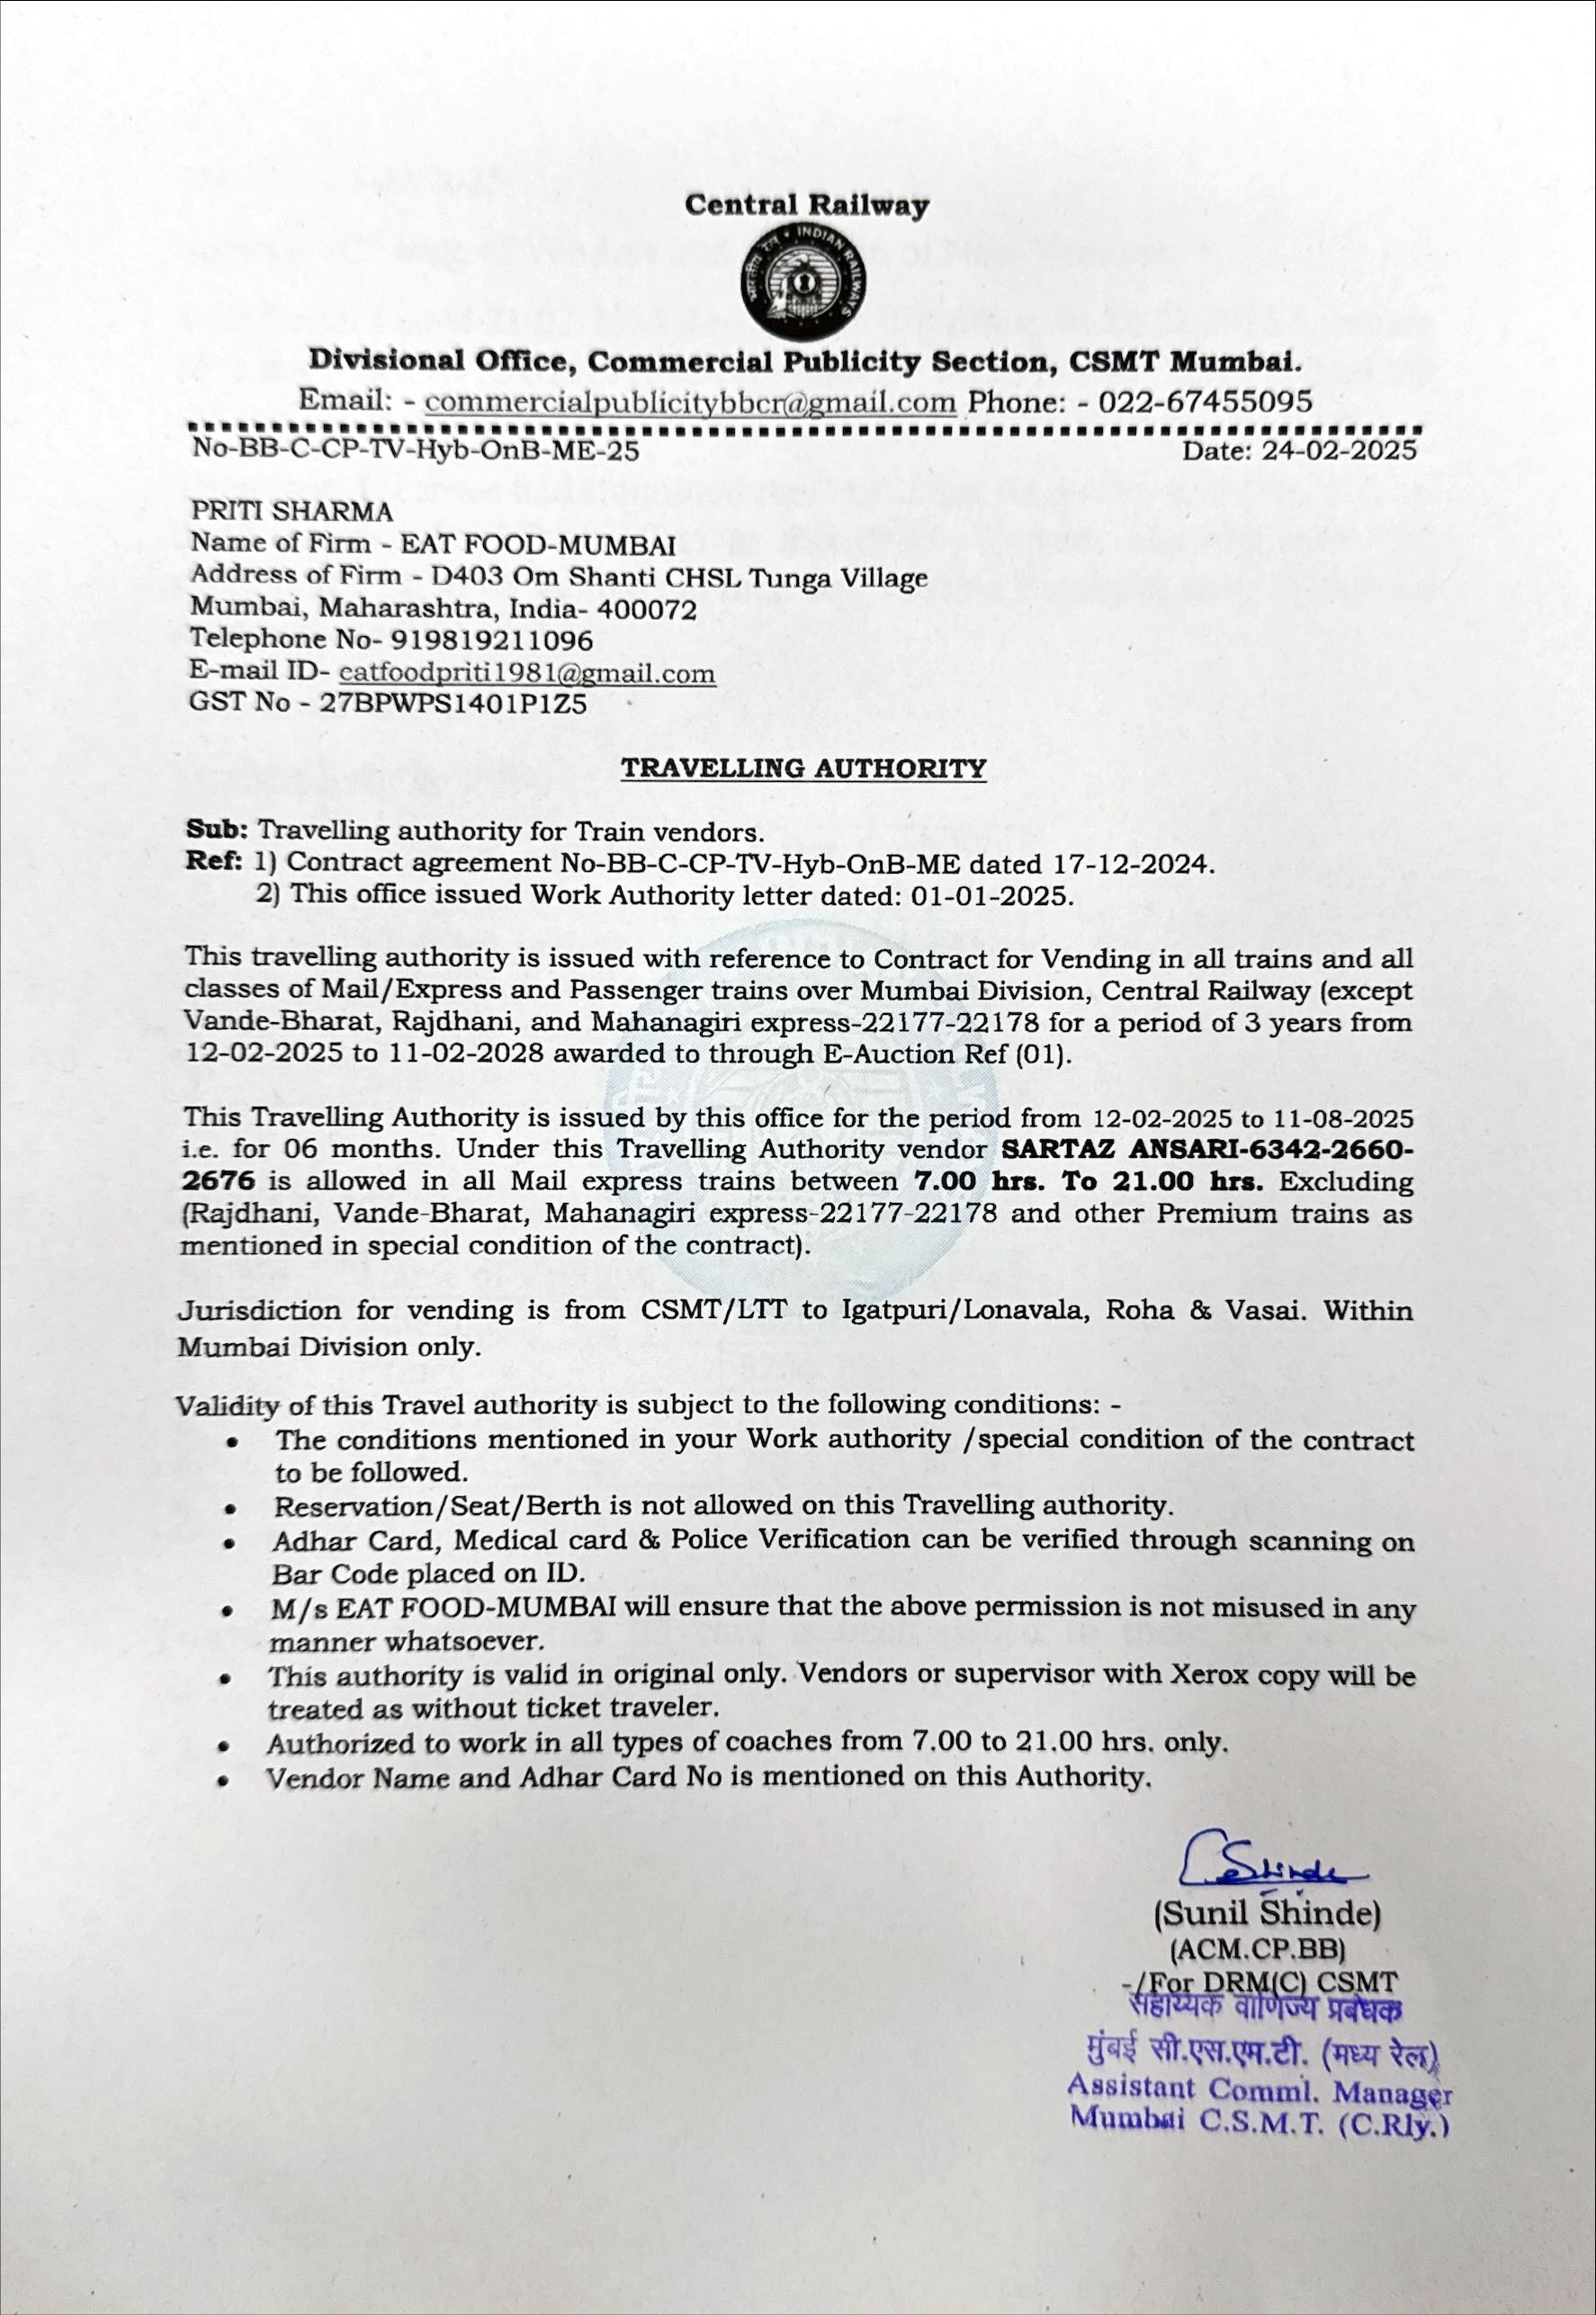 Central Railway
भारतीय रेल * INDIAN RAILWAYS
Divisional Office, Commercial Publicity Section, CSMT Mumbai.
Email: - commercialpublicitybbcr@gmail.com Phone: - 022-67455095
No-BB-C-CP-TV-Hyb-OnB-ME-25 Date: 24-02-2025
PRITI SHARMA
Name of Firm - EAT FOOD-MUMBAI
Address of Firm - D403 Om Shanti CHSL Tunga Village
Mumbai, Maharashtra, India- 400072
Telephone No- 919819211096
E-mail ID- eatfoodpriti1981@gmail.com
GST No - 27BPWPS1401P1Z5
TRAVELLING AUTHORITY
Sub: Travelling authority for Train vendors.
Ref: 1) Contract agreement No-BB-C-CP-TV-Hyb-OnB-ME dated 17-12-2024.
2) This office issued Work Authority letter dated: 01-01-2025.
This travelling authority is issued with reference to Contract for Vending in all trains and all
classes of Mail/Express and Passenger trains over Mumbai Division, Central Railway (except
Vande-Bharat, Rajdhani, and Mahanagiri express-22177-22178 for a period of 3 years from
12-02-2025 to 11-02-2028 awarded to through E-Auction Ref (01).
This Travelling Authority is issued by this office for the period from 12-02-2025 to 11-08-2025
i.e. for 06 months. Under this Travelling Authority vendor SARTAZ ANSARI-6342-2660-
2676 is allowed in all Mail express trains between 7.00 hrs. To 21.00 hrs. Excluding
(Rajdhani, Vande-Bharat, Mahanagiri express-22177-22178 and other Premium trains as
mentioned in special condition of the contract).
Jurisdiction for vending is from CSMT/LTT to Igatpuri/Lonavala, Roha & Vasai. Within
Mumbai Division only.
Validity of this Travel authority is subject to the following conditions: -
• The conditions mentioned in your Work authority /special condition of the contract
to be followed.
• Reservation/Seat/Berth is not allowed on this Travelling authority.
• Adhar Card, Medical card & Police Verification can be verified through scanning on
Bar Code placed on ID.
• M/s EAT FOOD-MUMBAI will ensure that the above permission is not misused in any
manner whatsoever.
• This authority is valid in original only. Vendors or supervisor with Xerox copy will be
treated as without ticket traveler.
• Authorized to work in all types of coaches from 7.00 to 21.00 hrs. only.
• Vendor Name and Adhar Card No is mentioned on this Authority.
Shinde
(Sunil Shinde)
(ACM.CP.BB)
-/For DRM(C) CSMT
सहाय्यक वाणिज्य प्रबंधक
मुंबई सी.एस.एम.टी. (मध्य रेल)
Assistant Comml. Manager
Mumbai C.S.M.T. (C.Rly.)